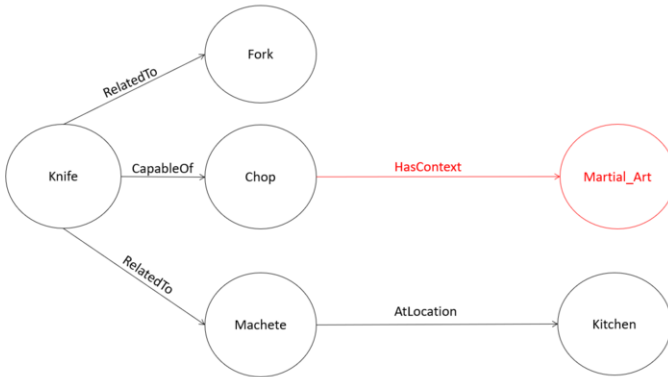 Fork
RelatedTo
Knife
CapableOf
Chop
HasContext
Martial_Art
RelatedTo
Machete
AtLocation
Kitchen